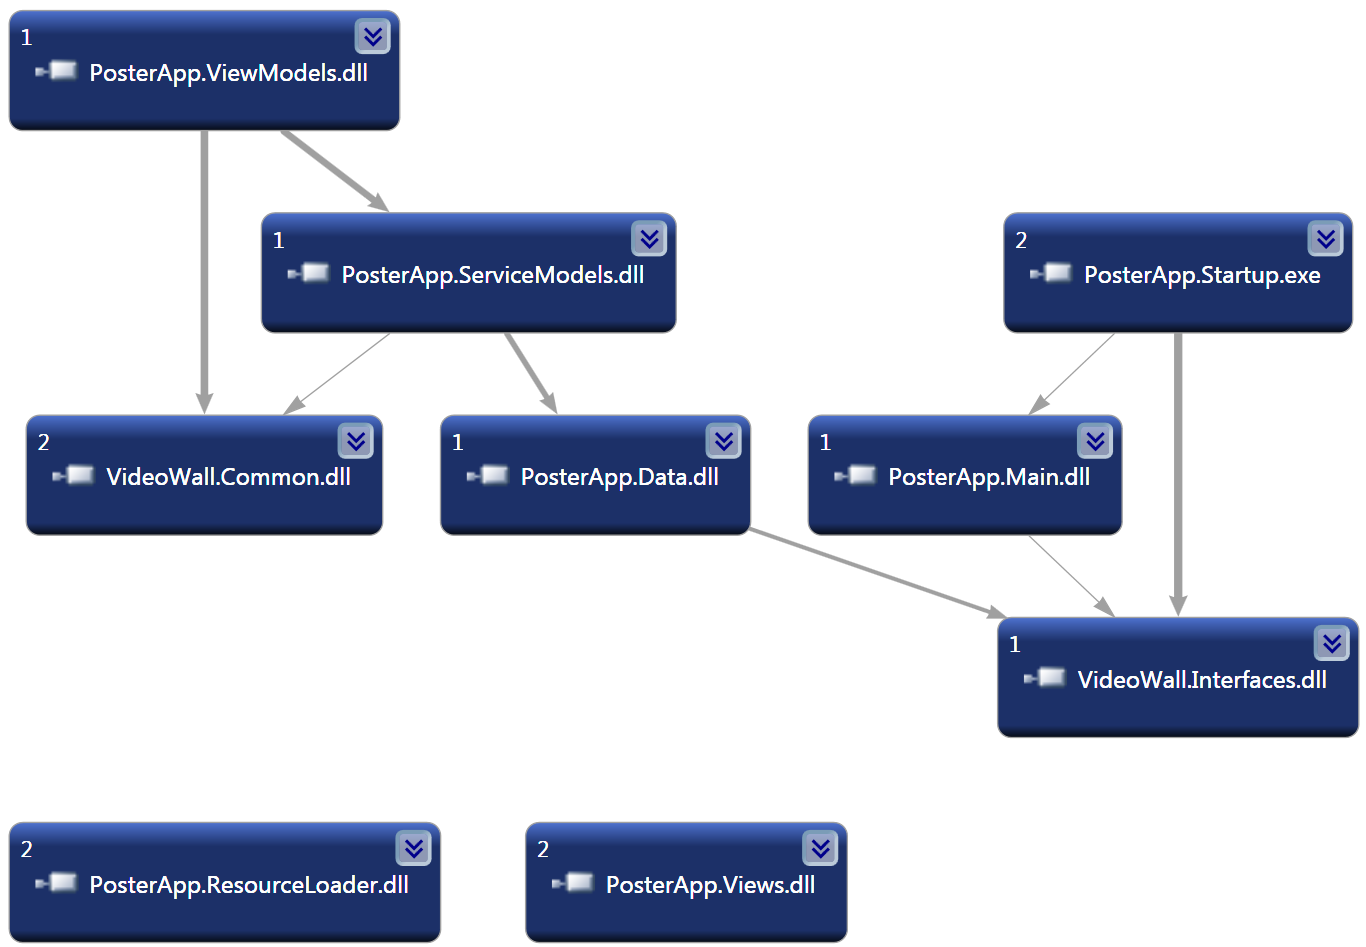 1
PosterApp.ViewModels.dll
1
PosterApp.ServiceModels.dll
2
PosterApp.Startup.exe
2
VideoWall.Common.dll
1
PosterApp.Data.dll
1
PosterApp.Main.dll
1
VideoWall.Interfaces.dll
2
PosterApp.ResourceLoader.dll
2
PosterApp.Views.dll